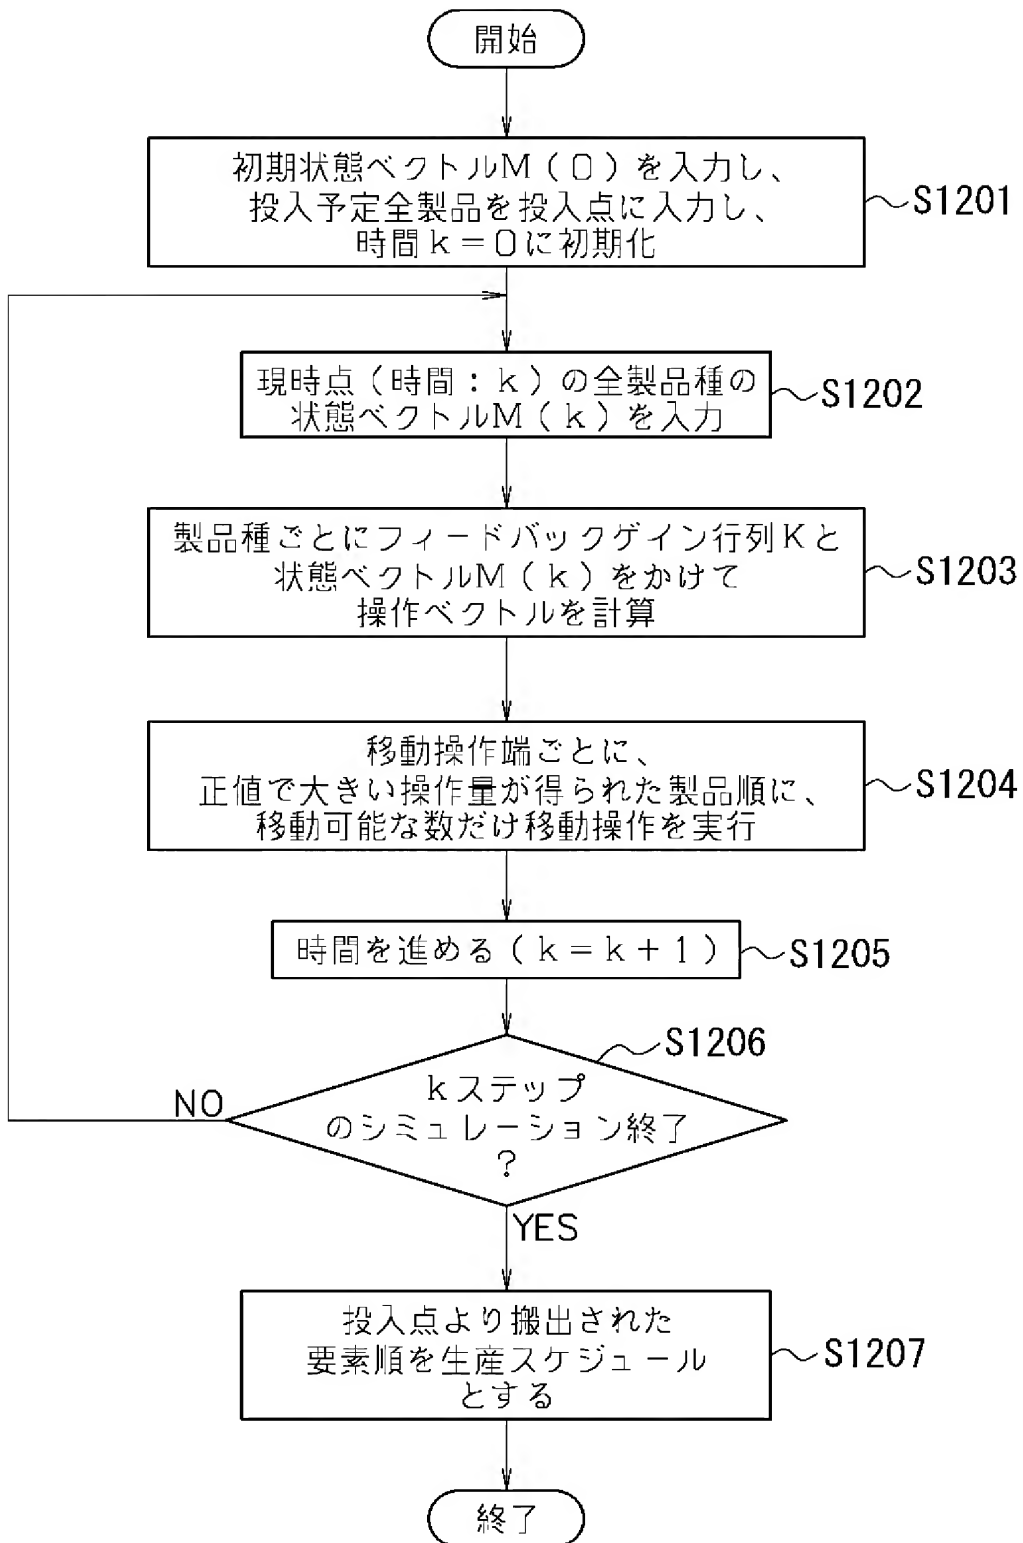 開始
初期状態ベクトルM（0）を入力し、
投入予定全製品を投入点に入力し、
時間k＝0に初期化
S1201
現時点（時間：k）の全製品種の
状態ベクトルM（k）を入力
S1202
製品種ごとにフィードバックゲイン行列Kと
状態ベクトルM（k）をかけて
操作ベクトルを計算
S1203
移動操作端ごとに、
正値で大きい操作量が得られた製品順に、
移動可能な数だけ移動操作を実行
S1204
時間を進める（k＝k＋1）
S1205
S1206
kステップ
のシミュレーション終了
？
NO
YES
投入点より搬出された
要素順を生産スケジュール
とする
S1207
終了